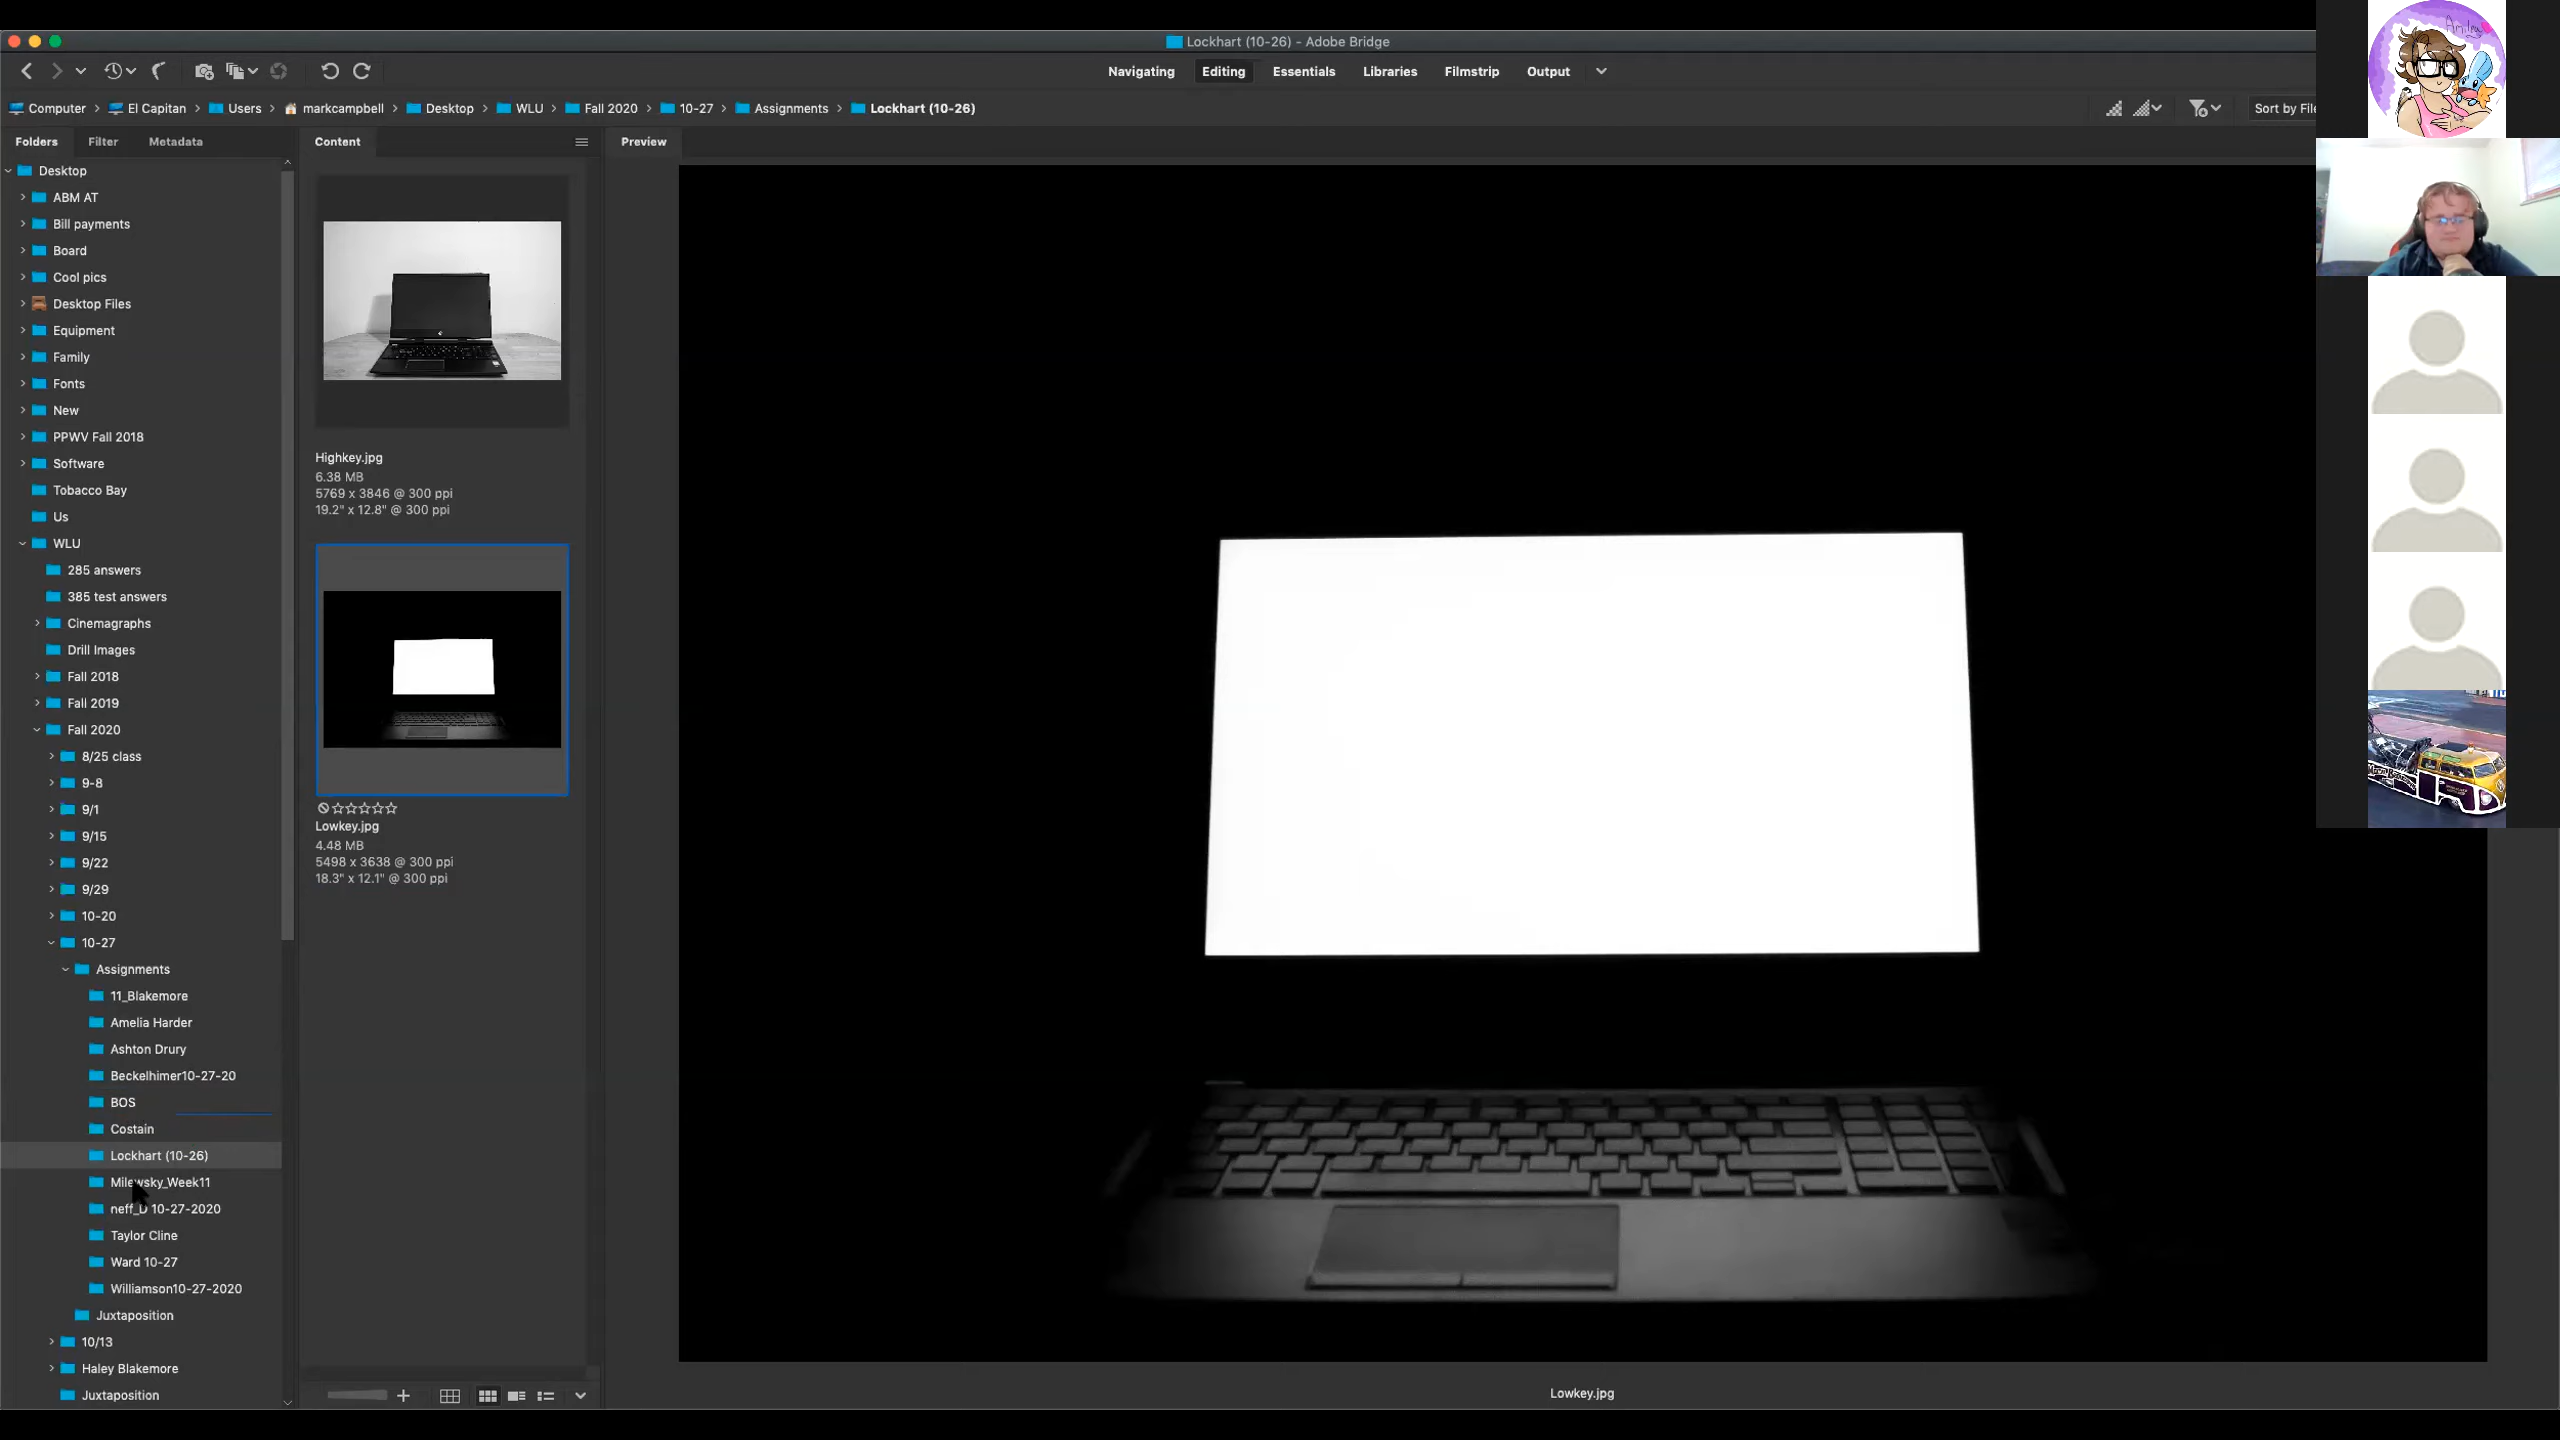 Lockhart (10-26) - Adobe Bridge
Navigating Editing Essentials Libraries Filmstrip Output
Computer El Capitan Users markcampbell Desktop WLU Fall 2020 10-27 Assignments Lockhart (10-26)
Sort by File
Folders Filter Metadata
Content
Preview
Desktop
ABM AT
Bill payments
Board
Cool pics
Desktop Files
Equipment
Family
Fonts
New
PPWV Fall 2018
Software
Tobacco Bay
Us
WLU
285 answers
385 test answers
Cinemagraphs
Drill Images
Fall 2018
Fall 2019
Fall 2020
8/25 class
9-8
9/1
9/15
9/22
9/29
10-20
10-27
Assignments
11_Blakemore
Amelia Harder
Ashton Drury
Beckelhimer10-27-20
BOS
Costain
Lockhart (10-26)
Milewsky_Week11
neff_D 10-27-2020
Taylor Cline
Ward 10-27
Williamson10-27-2020
Juxtaposition
10/13
Haley Blakemore
Juxtaposition
Highkey.jpg
6.38 MB
5769 x 3846 @ 300 ppi
19.2" x 12.8" @ 300 ppi
Lowkey.jpg
4.48 MB
5498 x 3638 @ 300 ppi
18.3" x 12.1" @ 300 ppi
Lowkey.jpg